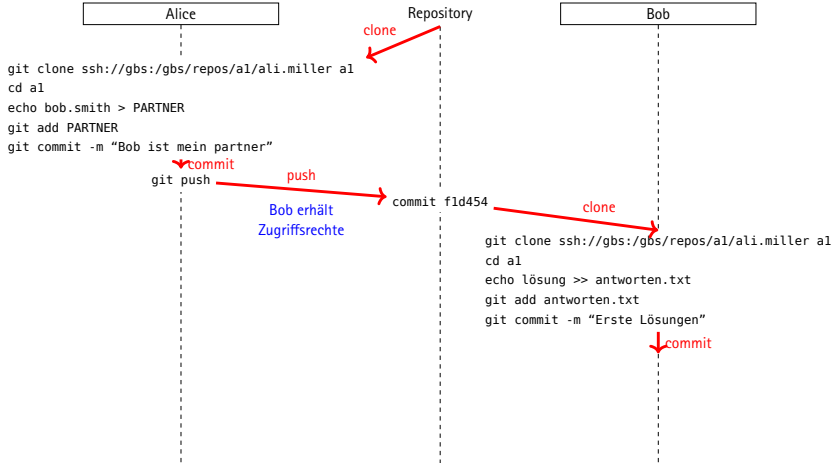 Alice
Repository
Bob
clone
git clone ssh://gbs:/gbs/repos/a1/ali.miller a1
cd a1
echo bob.smith > PARTNER
git add PARTNER
git commit -m “Bob ist mein partner”
commit
git push
push
Bob erhält
Zugriffsrechte
commit f1d454
clone
git clone ssh://gbs:/gbs/repos/a1/ali.miller a1
cd a1
echo lösung >> antworten.txt
git add antworten.txt
git commit -m “Erste Lösungen”
commit